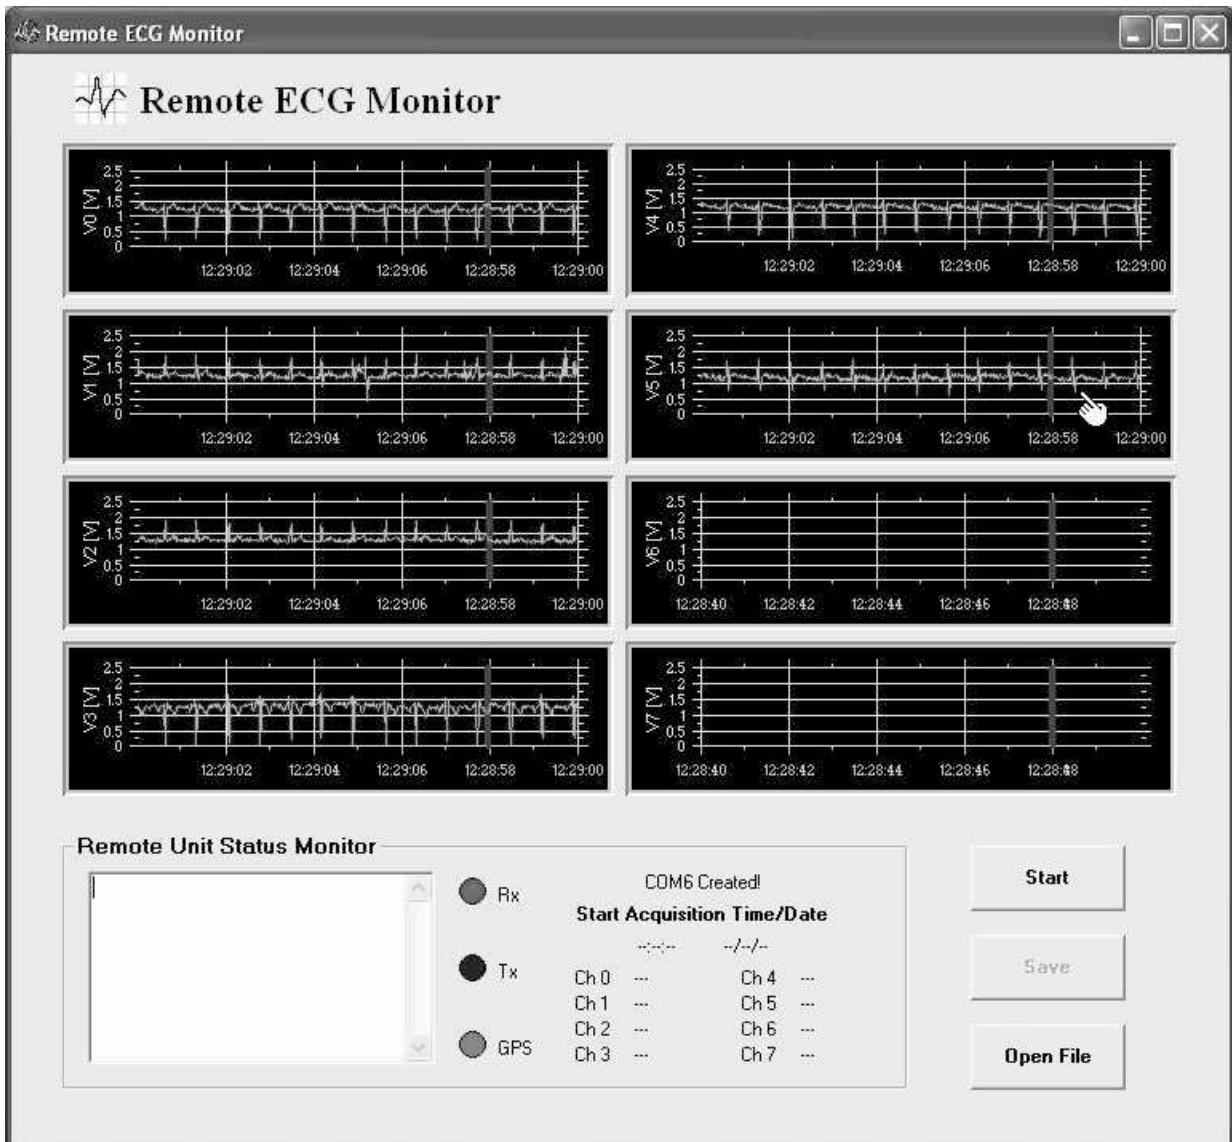 Remote ECG Monitor
Remote ECG Monitor
V0 [V]
2.5
2
1.5
1
0.5
0
12:29:02 12:29:04 12:29:06 12:28:58 12:29:00
V4 [V]
2.5
2
1.5
1
0.5
0
12:29:02 12:29:04 12:29:06 12:28:58 12:29:00
V1 [V]
2.5
2
1.5
1
0.5
0
12:29:02 12:29:04 12:29:06 12:28:58 12:29:00
V5 [V]
2.5
2
1.5
1
0.5
0
12:29:02 12:29:04 12:29:06 12:28:58 12:29:00
V2 [V]
2.5
2
1.5
1
0.5
0
12:29:02 12:29:04 12:29:06 12:28:58 12:29:00
V6 [V]
2.5
2
1.5
1
0.5
0
12:28:40 12:28:42 12:28:44 12:28:46 12:28:48
V3 [V]
2.5
2
1.5
1
0.5
0
12:29:02 12:29:04 12:29:06 12:28:58 12:29:00
V7 [V]
2.5
2
1.5
1
0.5
0
12:28:40 12:28:42 12:28:44 12:28:46 12:28:48
Remote Unit Status Monitor
Rx
Tx
GPS
COM6 Created!
Start Acquisition Time/Date
--:--:-- --/--/--
Ch 0 --- Ch 4 ---
Ch 1 --- Ch 5 ---
Ch 2 --- Ch 6 ---
Ch 3 --- Ch 7 ---
Start
Save
Open File